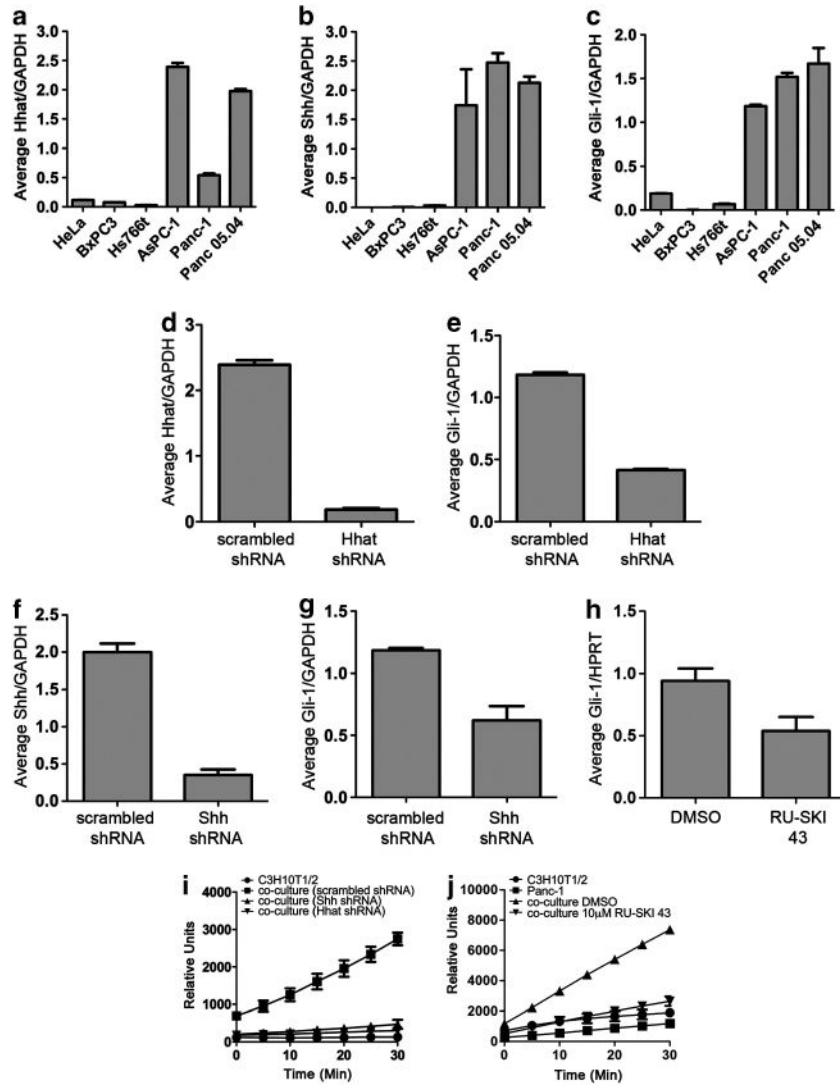 a
Average Hhat/GAPDH
3.0
2.5
2.0
1.5
1.0
0.5
0.0
HeLa
BxPC3
Hs766t
AsPC-1
Panc-1
Panc 05.04
b
Average Shh/GAPDH
3.0
2.5
2.0
1.5
1.0
0.5
0.0
HeLa
BxPC3
Hs766t
AsPC-1
Panc-1
Panc 05.04
c
Average Gli-1/GAPDH
2.0
1.5
1.0
0.5
0.0
HeLa
BxPC3
Hs766t
AsPC-1
Panc-1
Panc 05.04
d
Average Hhat/GAPDH
3
2
1
0
scrambled
shRNA
Hhat
shRNA
e
Average Gli-1/GAPDH
1.5
1.0
0.5
0.0
scrambled
shRNA
Hhat
shRNA
f
Average Shh/GAPDH
2.5
2.0
1.5
1.0
0.5
0.0
scrambled
shRNA
Shh
shRNA
g
Average Gli-1/GAPDH
1.5
1.0
0.5
0.0
scrambled
shRNA
Shh
shRNA
h
Average Gli-1/HPRT
1.5
1.0
0.5
0.0
DMSO
RU-SKI
43
i
C3H10T1/2
co-culture (scrambled shRNA)
co-culture (Shh shRNA)
co-culture (Hhat shRNA)
Relative Units
4000
3000
2000
1000
0
0
10
20
30
Time (Min)
j
C3H10T1/2
Panc-1
co-culture DMSO
co-culture 10µM RU-SKI 43
Relative Units
10000
8000
6000
4000
2000
0
0
10
20
30
Time (Min)